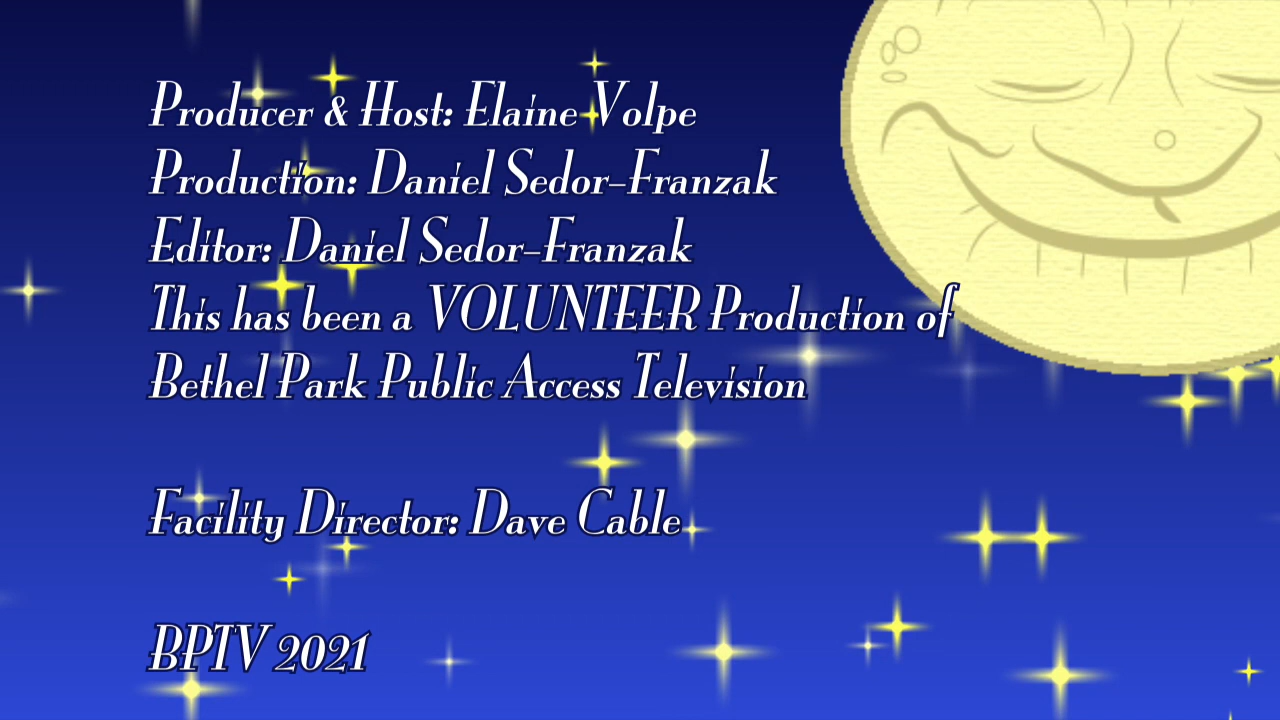 Producer & Host: Elaine Volpe
Production: Daniel Sedor-Franzak
Editor: Daniel Sedor-Franzak
This has been a VOLUNTEER Production of
Bethel Park Public Access Television
Facility Director: Dave Cable
BPTV 2021